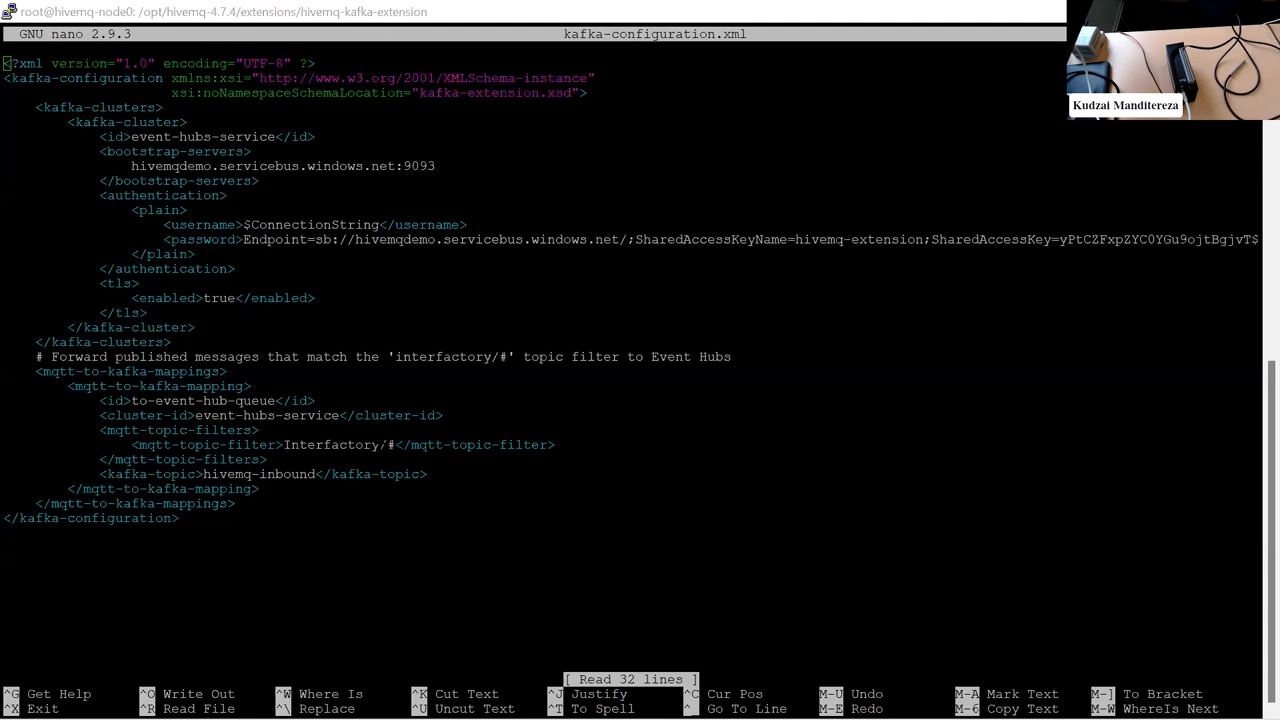 root@hivemq-node0: /opt/hivemq-4.7.4/extensions/hivemq-kafka-extension
GNU nano 2.9.3 kafka-configuration.xml
<?xml version="1.0" encoding="UTF-8" ?>
<kafka-configuration xmlns:xsi="http://www.w3.org/2001/XMLSchema-instance"
xsi:noNamespaceSchemaLocation="kafka-extension.xsd">
<kafka-clusters>
<kafka-cluster>
<id>event-hubs-service</id>
<bootstrap-servers>
hivemqdemo.servicebus.windows.net:9093
</bootstrap-servers>
<authentication>
<plain>
<username>$ConnectionString</username>
<password>Endpoint=sb://hivemqdemo.servicebus.windows.net/;SharedAccessKeyName=hivemq-extension;SharedAccessKey=yPtCZFxpZYC0YGu9ojtBgjvT$
</plain>
</authentication>
<tls>
<enabled>true</enabled>
</tls>
</kafka-cluster>
</kafka-clusters>
# Forward published messages that match the 'interfactory/#' topic filter to Event Hubs
<mqtt-to-kafka-mappings>
<mqtt-to-kafka-mapping>
<id>to-event-hub-queue</id>
<cluster-id>event-hubs-service</cluster-id>
<mqtt-topic-filters>
<mqtt-topic-filter>Interfactory/#</mqtt-topic-filter>
</mqtt-topic-filters>
<kafka-topic>hivemq-inbound</kafka-topic>
</mqtt-to-kafka-mapping>
</mqtt-to-kafka-mappings>
</kafka-configuration>
Kudzai Manditereza
[ Read 32 lines ]
^G Get Help ^O Write Out ^W Where Is ^K Cut Text ^J Justify ^C Cur Pos M-U Undo M-A Mark Text M-] To Bracket
^X Exit ^R Read File ^\ Replace ^U Uncut Text ^T To Spell ^_ Go To Line M-E Redo M-6 Copy Text M-W WhereIs Next